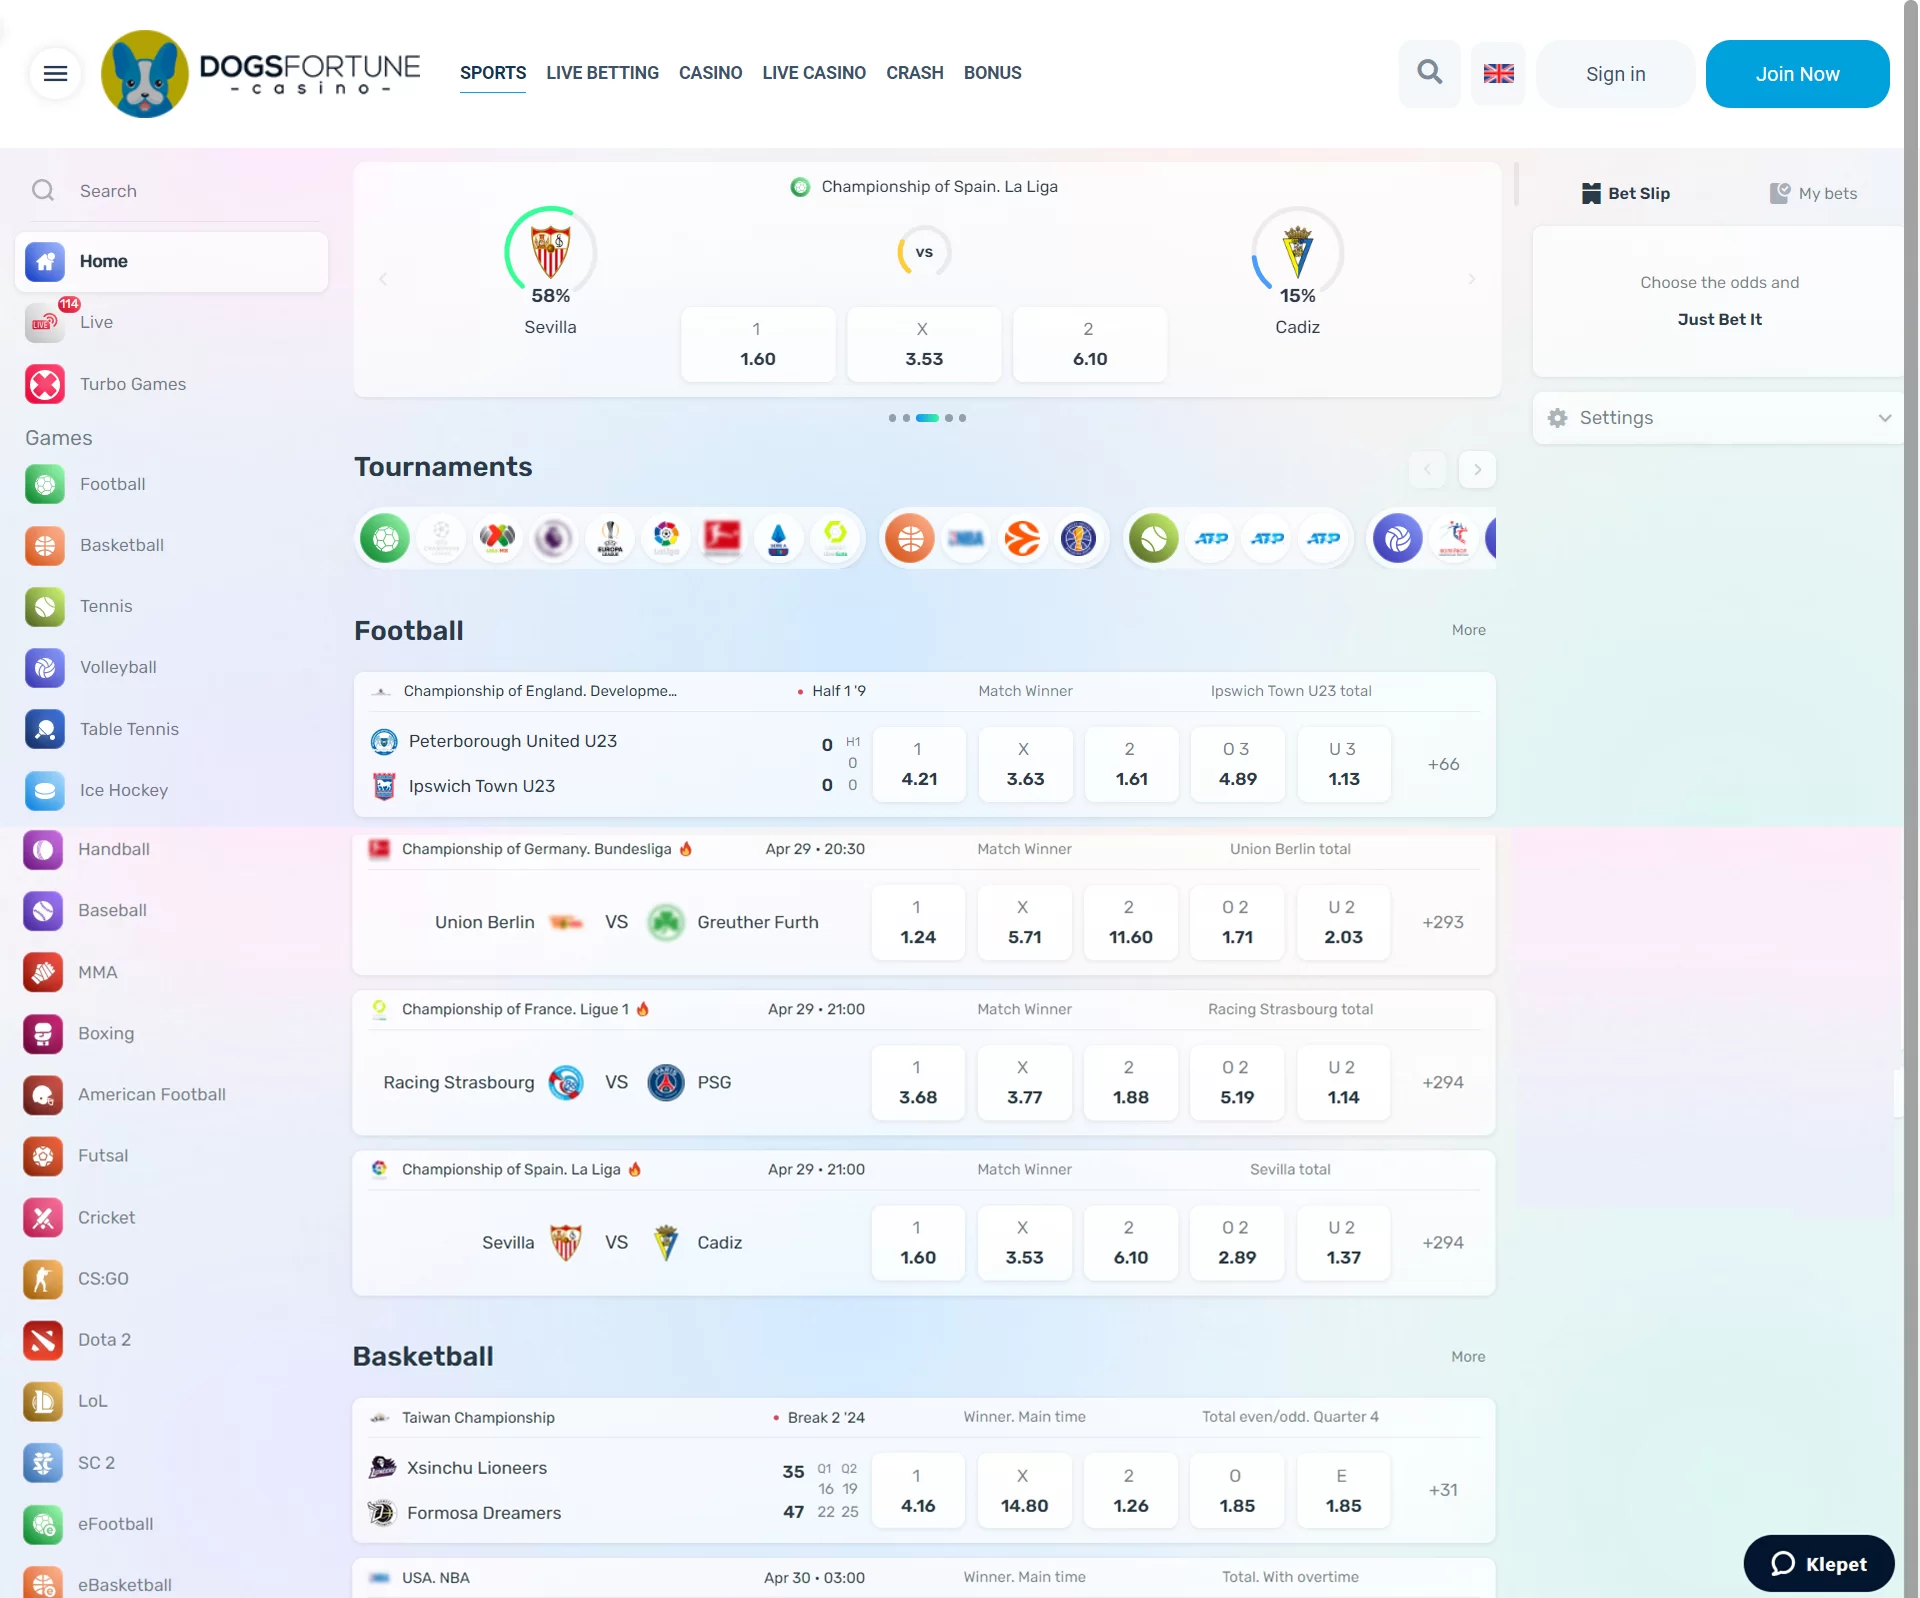 DOGSFORTUNE
-casino-
SPORTS LIVE BETTING CASINO LIVE CASINO CRASH BONUS
Sign in
Join Now
Search
Home
114
LIVE
Live
Turbo Games
Games
Football
Basketball
Tennis
Volleyball
Table Tennis
Ice Hockey
Handball
Baseball
MMA
Boxing
American Football
Futsal
Cricket
CS:GO
Dota 2
LoL
SC 2
eFootball
eBasketball
Championship of Spain. La Liga
58%
Sevilla
vs
15%
Cadiz
1 X 2
1.60 3.53 6.10
Bet Slip
My bets
Choose the odds and
Just Bet It
Settings
Tournaments
EUROPA
LEAGUE
NBA
ATP ATP ATP
Football
More
Championship of England. Developme... Half 1 '9 Match Winner Ipswich Town U23 total
Peterborough United U23 0 H1 0
Ipswich Town U23 0 0
1 X 2 O 3 U 3
4.21 3.63 1.61 4.89 1.13
+66
Championship of Germany. Bundesliga Apr 29 • 20:30 Match Winner Union Berlin total
Union Berlin VS Greuther Furth
1 X 2 O 2 U 2
1.24 5.71 11.60 1.71 2.03
+293
Championship of France. Ligue 1 Apr 29 • 21:00 Match Winner Racing Strasbourg total
Racing Strasbourg VS PSG
1 X 2 O 2 U 2
3.68 3.77 1.88 5.19 1.14
+294
Championship of Spain. La Liga Apr 29 • 21:00 Match Winner Sevilla total
Sevilla VS Cadiz
1 X 2 O 2 U 2
1.60 3.53 6.10 2.89 1.37
+294
Basketball
More
Taiwan Championship Break 2 '24 Winner. Main time Total even/odd. Quarter 4
Xsinchu Lioneers 35 Q1 Q2 16 19
Formosa Dreamers 47 22 25
1 X 2 O E
4.16 14.80 1.26 1.85 1.85
+31
USA. NBA Apr 30 • 03:00 Winner. Main time Total. With overtime
Klepet